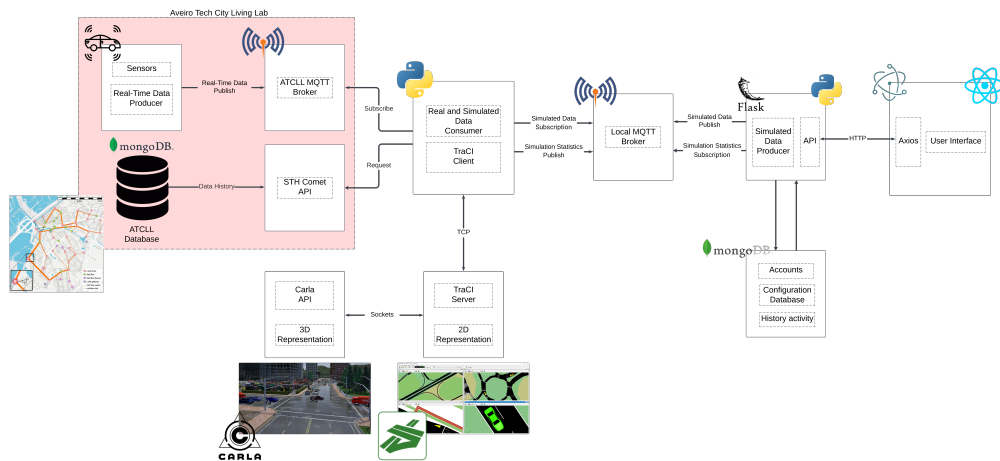 Aveiro Tech City Living Lab
Sensors
Real-Time Data
Producer
Real-Time Data
Publish
ATCLL MQTT
Broker
mongoDB.
ATCLL
Database
Data History
STH Comet
API
Subscribe
Request
Real and Simulated
Data
Consumer
TraCI
Client
Simulated Data
Subscription
Simulation Statistics
Publish
Local MQTT
Broker
Simulated Data
Publish
Simulation Statistics
Subscription
Flask
Simulated
Data
Producer
API
HTTP
Axios
User Interface
TCP
mongoDB.
Accounts
Configuration
Database
History activity
Carla
API
3D
Representation
Sockets
TraCI
Server
2D
Representation
CARLA